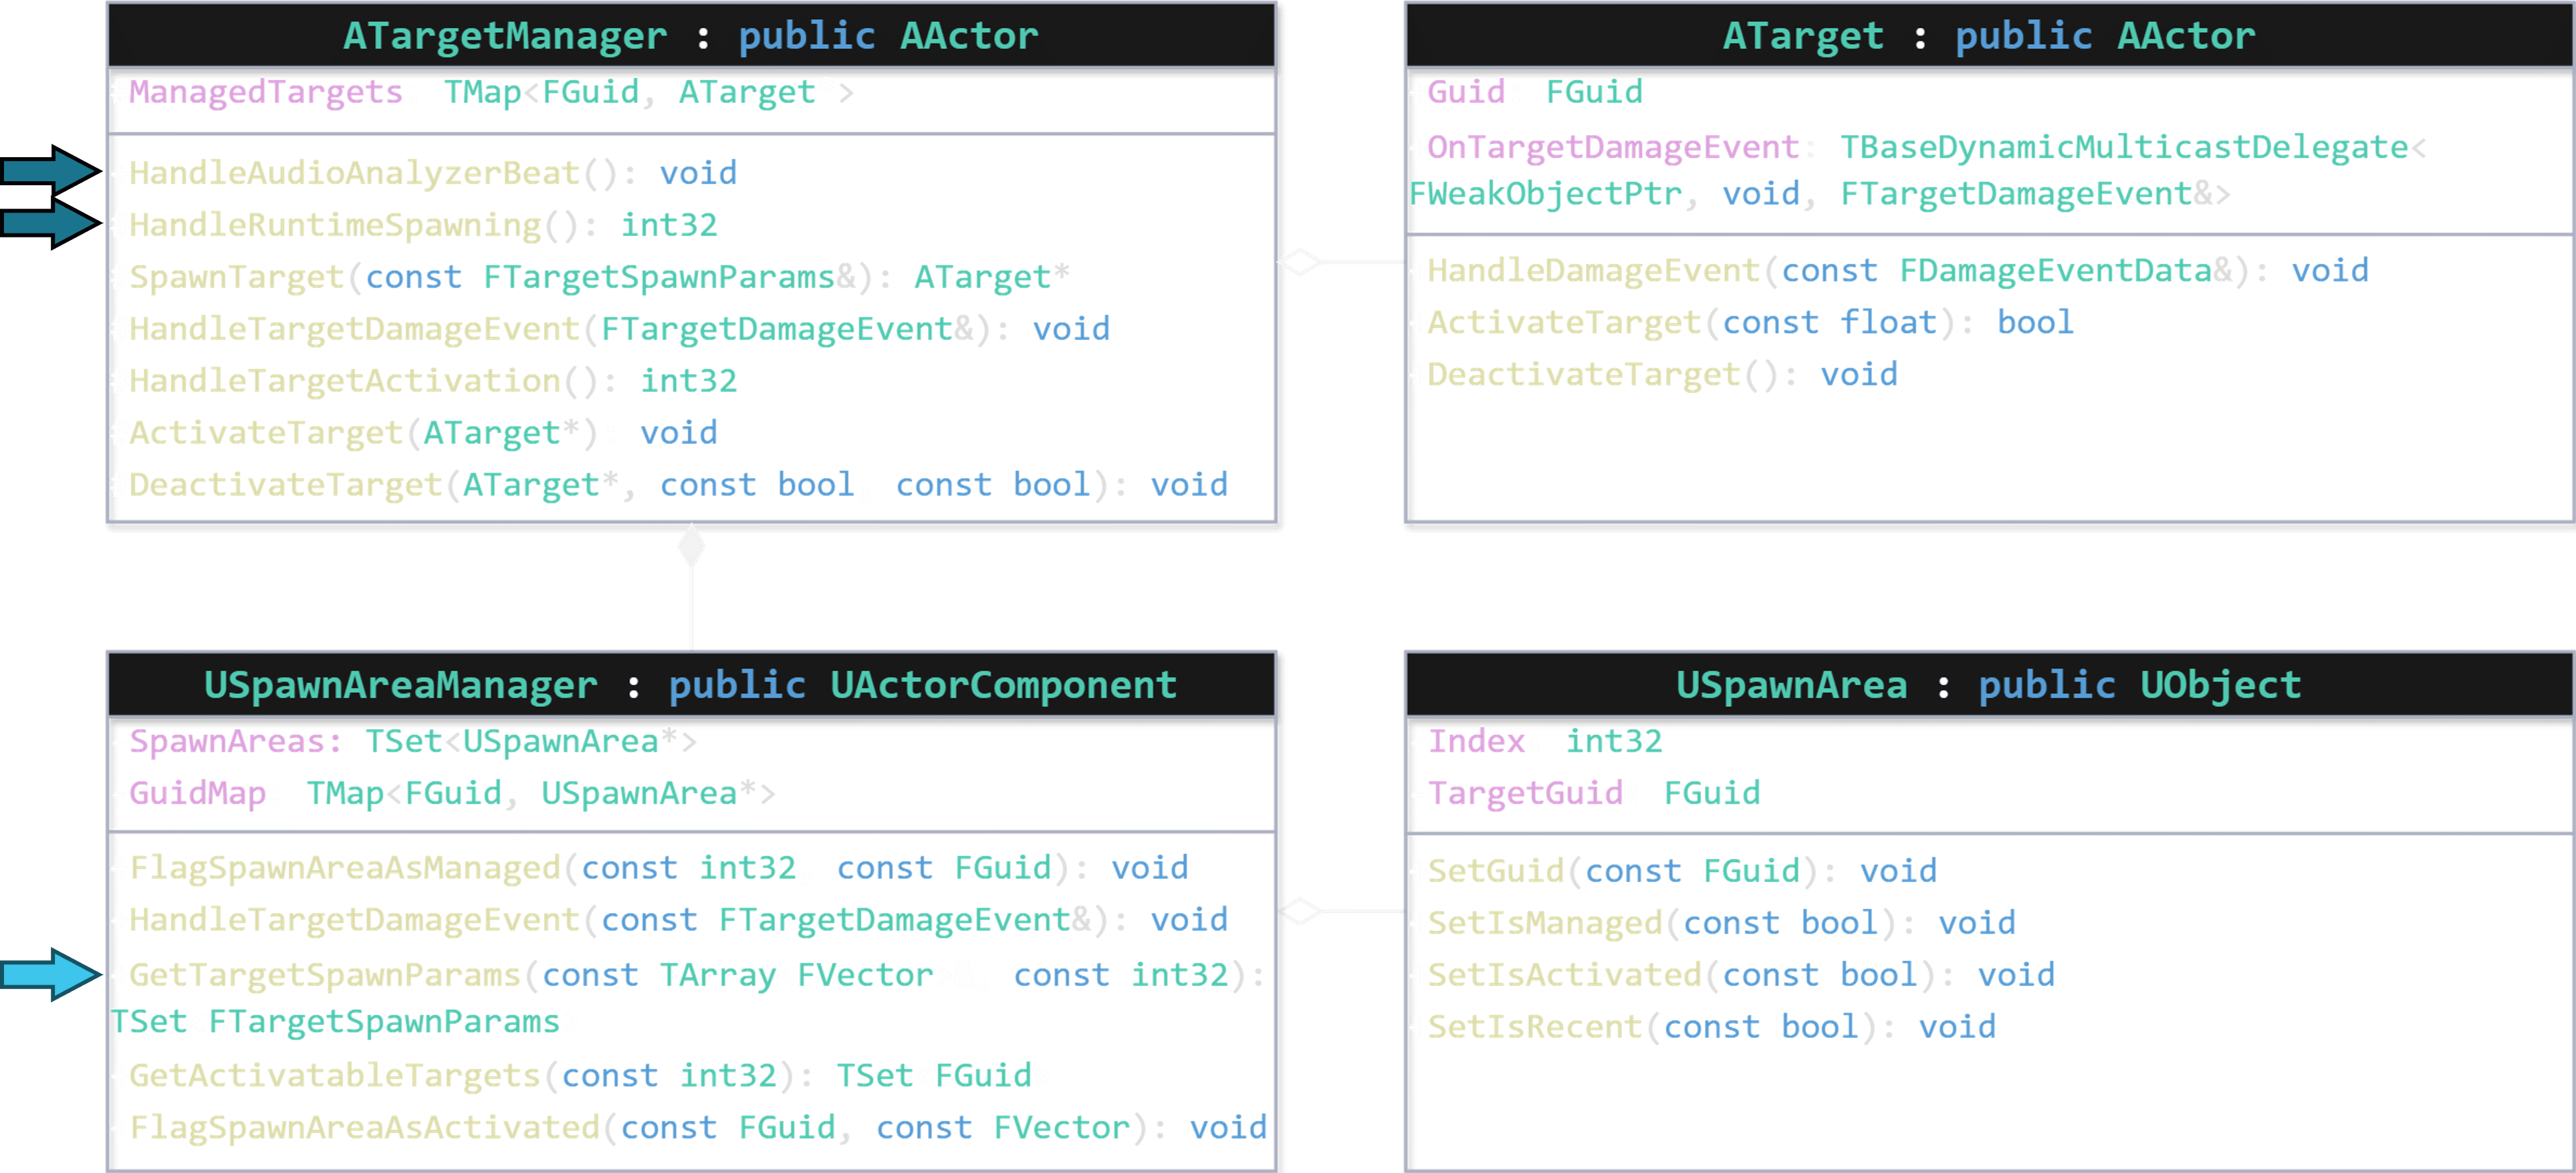 ATargetManager : public AActor
ManagedTargets TMap<FGuid, ATarget >
HandleAudioAnalyzerBeat(): void
HandleRuntimeSpawning(): int32
SpawnTarget(const FTargetSpawnParams&): ATarget*
HandleTargetDamageEvent(FTargetDamageEvent&): void
HandleTargetActivation(): int32
ActivateTarget(ATarget*) void
DeactivateTarget(ATarget*, const bool const bool): void
ATarget : public AActor
Guid FGuid
OnTargetDamageEvent: TBaseDynamicMulticastDelegate<
FWeakObjectPtr, void, FTargetDamageEvent&>
HandleDamageEvent(const FDamageEventData&): void
ActivateTarget(const float): bool
DeactivateTarget(): void
USpawnAreaManager : public UActorComponent
SpawnAreas: TSet<USpawnArea*>
GuidMap TMap<FGuid, USpawnArea*>
FlagSpawnAreaAsManaged(const int32 const FGuid): void
HandleTargetDamageEvent(const FTargetDamageEvent&): void
GetTargetSpawnParams(const TArray FVector const int32):
TSet FTargetSpawnParams
GetActivatableTargets(const int32): TSet FGuid
FlagSpawnAreaAsActivated(const FGuid, const FVector): void
USpawnArea : public UObject
Index int32
TargetGuid FGuid
SetGuid(const FGuid): void
SetIsManaged(const bool): void
SetIsActivated(const bool): void
SetIsRecent(const bool): void